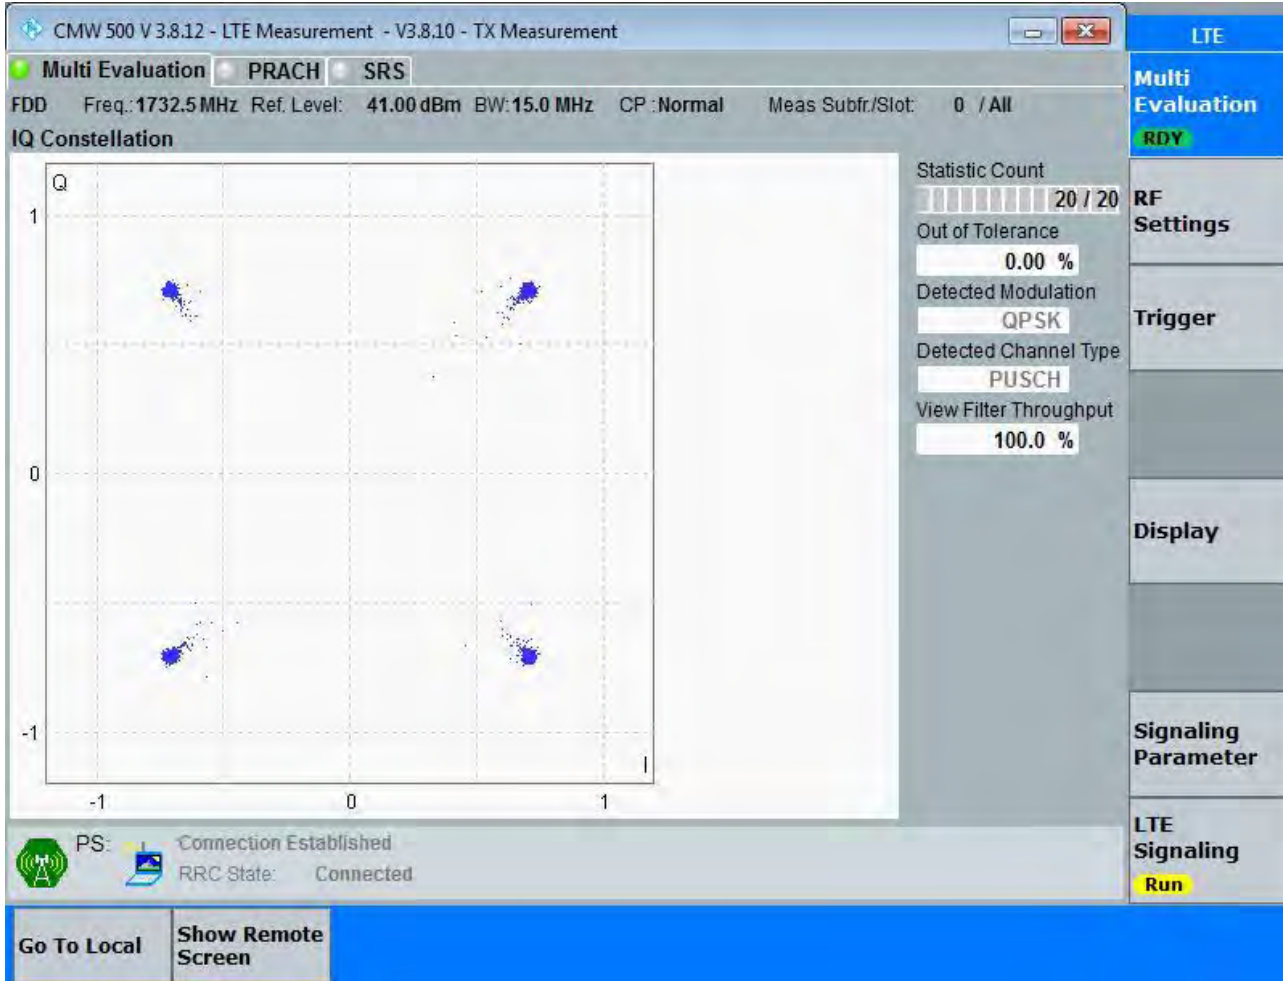 CMW 500 V 3.8.12 - LTE Measurement - V3.8.10 - TX Measurement
LTE
Multi Evaluation PRACH SRS
Multi
Evaluation
RDY
FDD Freq.: 1732.5 MHz Ref. Level: 41.00 dBm BW: 15.0 MHz CP : Normal Meas Subfr./Slot: 0 / All
IQ Constellation
Q
1
0
-1
-1 0 1
I
Statistic Count
20 / 20
Out of Tolerance
0.00 %
Detected Modulation
QPSK
Detected Channel Type
PUSCH
View Filter Throughput
100.0 %
RF
Settings
Trigger
Display
Signaling
Parameter
LTE
Signaling
Run
PS: Connection Established
RRC State: Connected
Go To Local
Show Remote
Screen